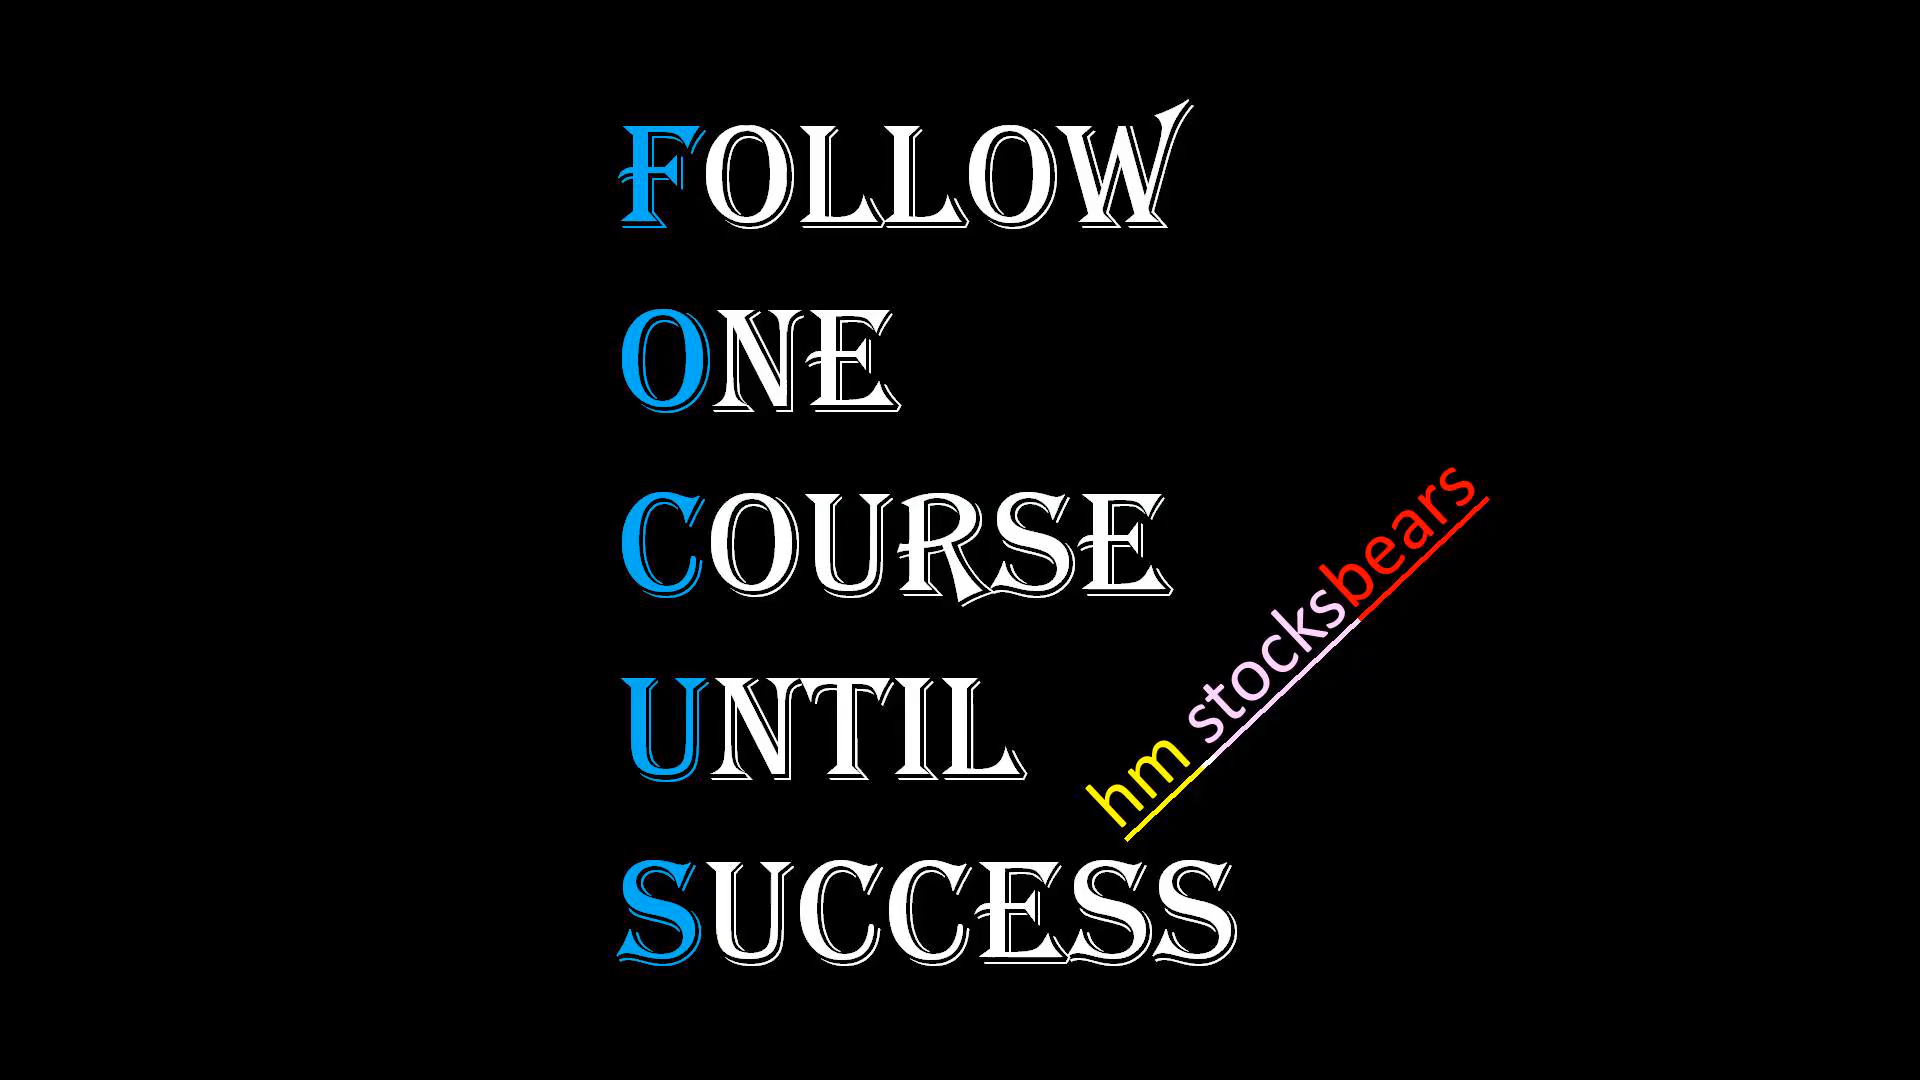 FOLLOW
ONE
COURSE
UNTIL
SUCCESS
hm stocksbears